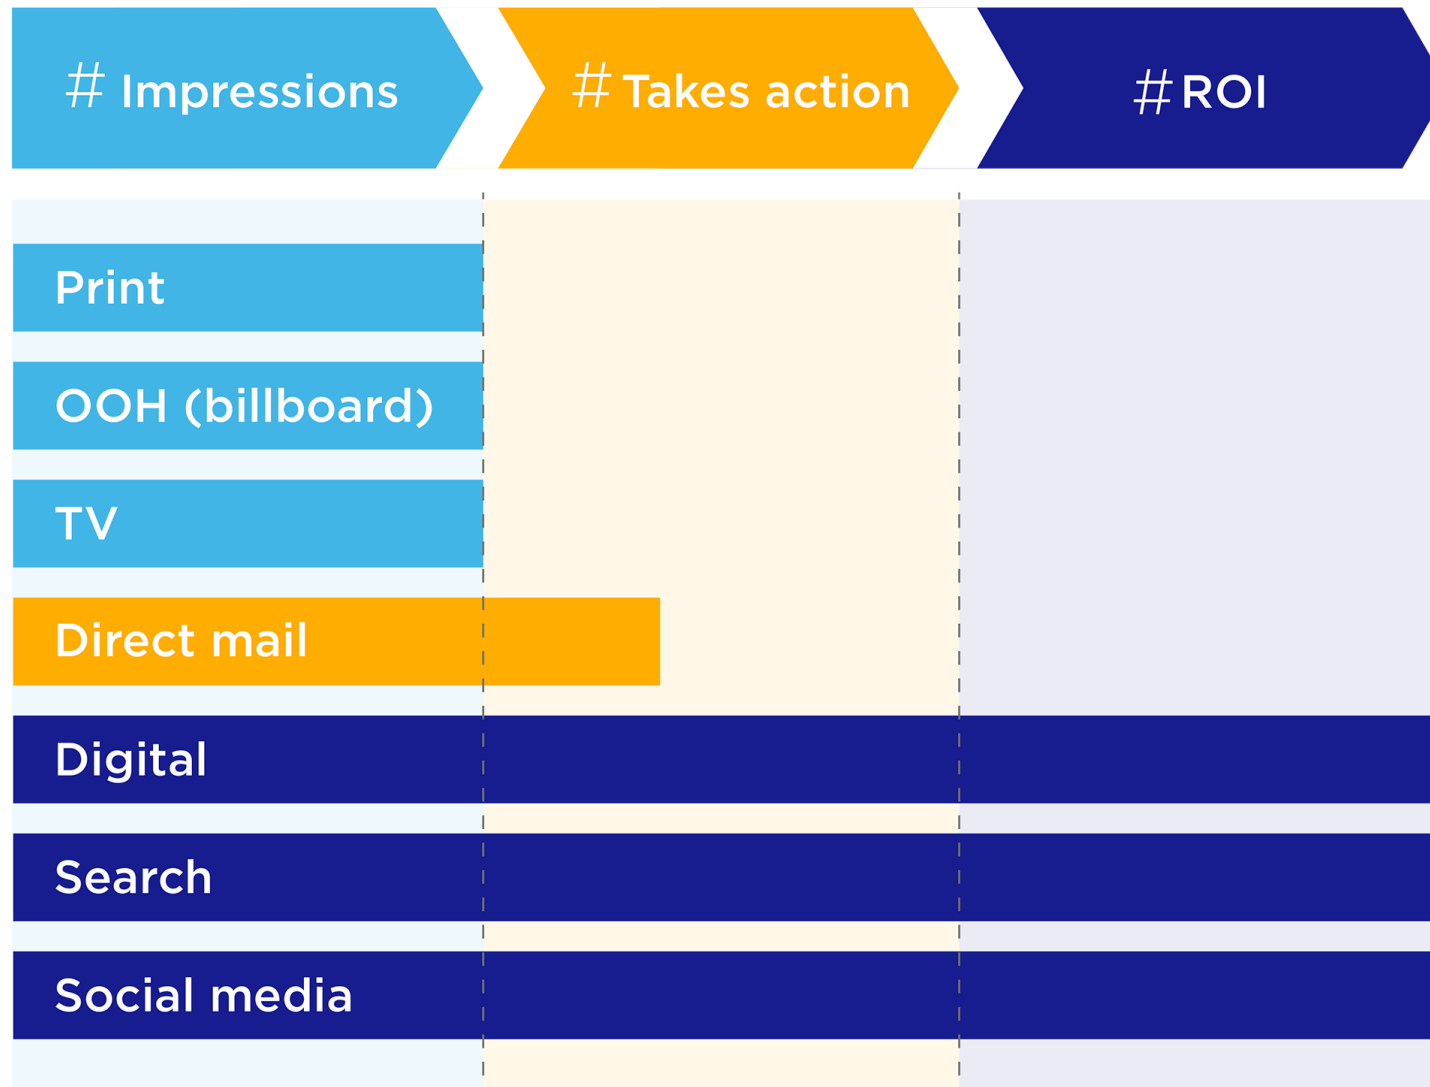 # Impressions
# Takes action
# ROI
Print
OOH (billboard)
TV
Direct mail
Digital
Search
Social media